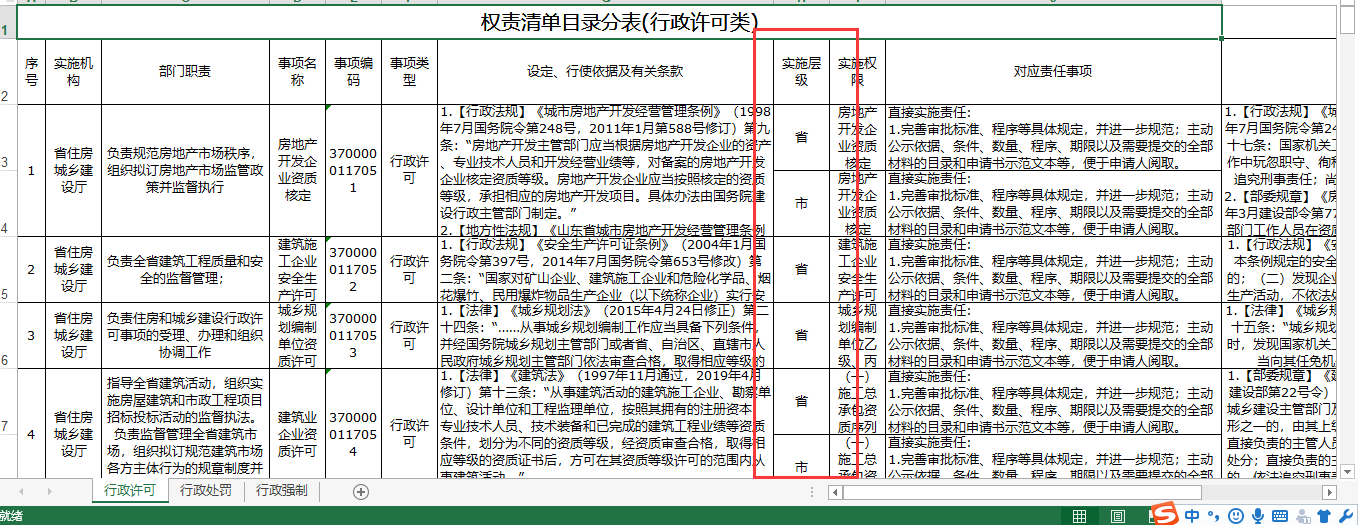 权责清单目录分表(行政许可类)
序号 实施机构 部门职责 事项名称 事项编码 事项类型 设定、行使依据及有关条款 实施层级 实施权限 对应责任事项
1
省住房城乡建设厅
负责规范房地产市场秩序,
组织拟订房地产市场监管政
策并监督执行
房地产开发企业资质核定
370000
011705
1
行政许可
1.【行政法规】《城市房地产开发经营管理条例》(1998
年7月国务院令第248号,2011年1月第588号修订)第九
条:“房地产开发主管部门应当根据房地产开发企业的资产
、专业技术人员和开发经营业绩等,对备案的房地产开发
企业核定资质等级。房地产开发企业应当按照核定的资质
等级,承担相应的房地产开发项目。具体办法由国务院建
设行政主管部门制定。”
2.【地方性法规】《山东省城市房地产开发经营管理条例
省
房地产开发企业资质核定
直接实施责任:
1.完善审批标准、程序等具体规定,并进一步规范;主动
公示依据、条件、数量、程序、期限以及需要提交的全部
材料的目录和申请书示范文本等,便于申请人阅取。
1.【行政法规】《城
年7月国务院令第24
十七条:国家机关工
作中玩忽职守、徇私
追究刑事责任;尚
市
房地产开发企业资质核定
直接实施责任:
1.完善审批标准、程序等具体规定,并进一步规范;主动
公示依据、条件、数量、程序、期限以及需要提交的全部
材料的目录和申请书示范文本等,便于申请人阅取。
2.【部委规章】《房
年3月建设部令第77
部门工作人员在资质
2
省住房城乡建设厅
负责全省建筑工程质量和安
全的监督管理;
建筑施工企业安全生产许可
370000
011705
2
行政许可
1.【行政法规】《安全生产许可证条例》(2004年1月国
务院令第397号,2014年7月国务院令第653号修改)第
二条:“国家对矿山企业、建筑施工企业和危险化学品、烟
花爆竹、民用爆炸物品生产企业(以下统称企业)实行安
省
建筑施工企业安全生产许可
直接实施责任:
1.完善审批标准、程序等具体规定,并进一步规范;主动
公示依据、条件、数量、程序、期限以及需要提交的全部
材料的目录和申请书示范文本等,便于申请人阅取。
1.【行政法规】《安
本条例规定的安全
的;(二)发现企业
生产活动,不依法处
3
省住房城乡建设厅
负责住房和城乡建设行政许
可事项的受理、办理和组织
协调工作
城乡规划编制单位资质许可
370000
011705
3
行政许可
1.【法律】《城乡规划法》(2015年4月24日修正)第二
十四条:“……从事城乡规划编制工作应当具备下列条件,
并经国务院城乡规划主管部门或者省、自治区、直辖市人
民政府城乡规划主管部门依法审查合格,取得相应等级的
省
城乡规划编制单位乙级、丙
直接实施责任:
1.完善审批标准、程序等具体规定,并进一步规范;主动
公示依据、条件、数量、程序、期限以及需要提交的全部
材料的目录和申请书示范文本等,便于申请人阅取。
1.【法律】《城乡规
十五条:“城乡规划
时,发现国家机关工
当向其任免机
4
省住房城乡建设厅
指导全省建筑活动,组织实
施房屋建筑和市政工程项目
招标投标活动的监督执法。
负责监督管理全省建筑市
场,组织拟订规范建筑市场
各方主体行为的规章制度并
建筑业企业资质许可
370000
011705
4
行政许可
1.【法律】《建筑法》(1997年11月通过,2019年4月
修订)第十三条:“从事建筑活动的建筑施工企业、勘察单
位、设计单位和工程监理单位,按照其拥有的注册资本、
专业技术人员、技术装备和已完成的建筑工程业绩等资质
条件,划分为不同的资质等级,经资质审查合格,取得相
应等级的资质证书后,方可在其资质等级许可的范围内从
事建筑活动。”
省
(一)施工总承包资质序列
直接实施责任:
1.完善审批标准、程序等具体规定,并进一步规范;主动
公示依据、条件、数量、程序、期限以及需要提交的全部
材料的目录和申请书示范文本等,便于申请人阅取。
1.【部委规章】《建
建设部第22号令)
城乡建设主管部门及
形之一的,由其上级
直接负责的主管人员
处分;直接负责的主
市
(一)施工总
直接实施责任:
1.完善审批标准、程序等具体规定,并进一步规范;主动
公示依据、条件、数量、程序、期限以及需要提交的全部
行政许可 行政处罚 行政强制
就绪
中